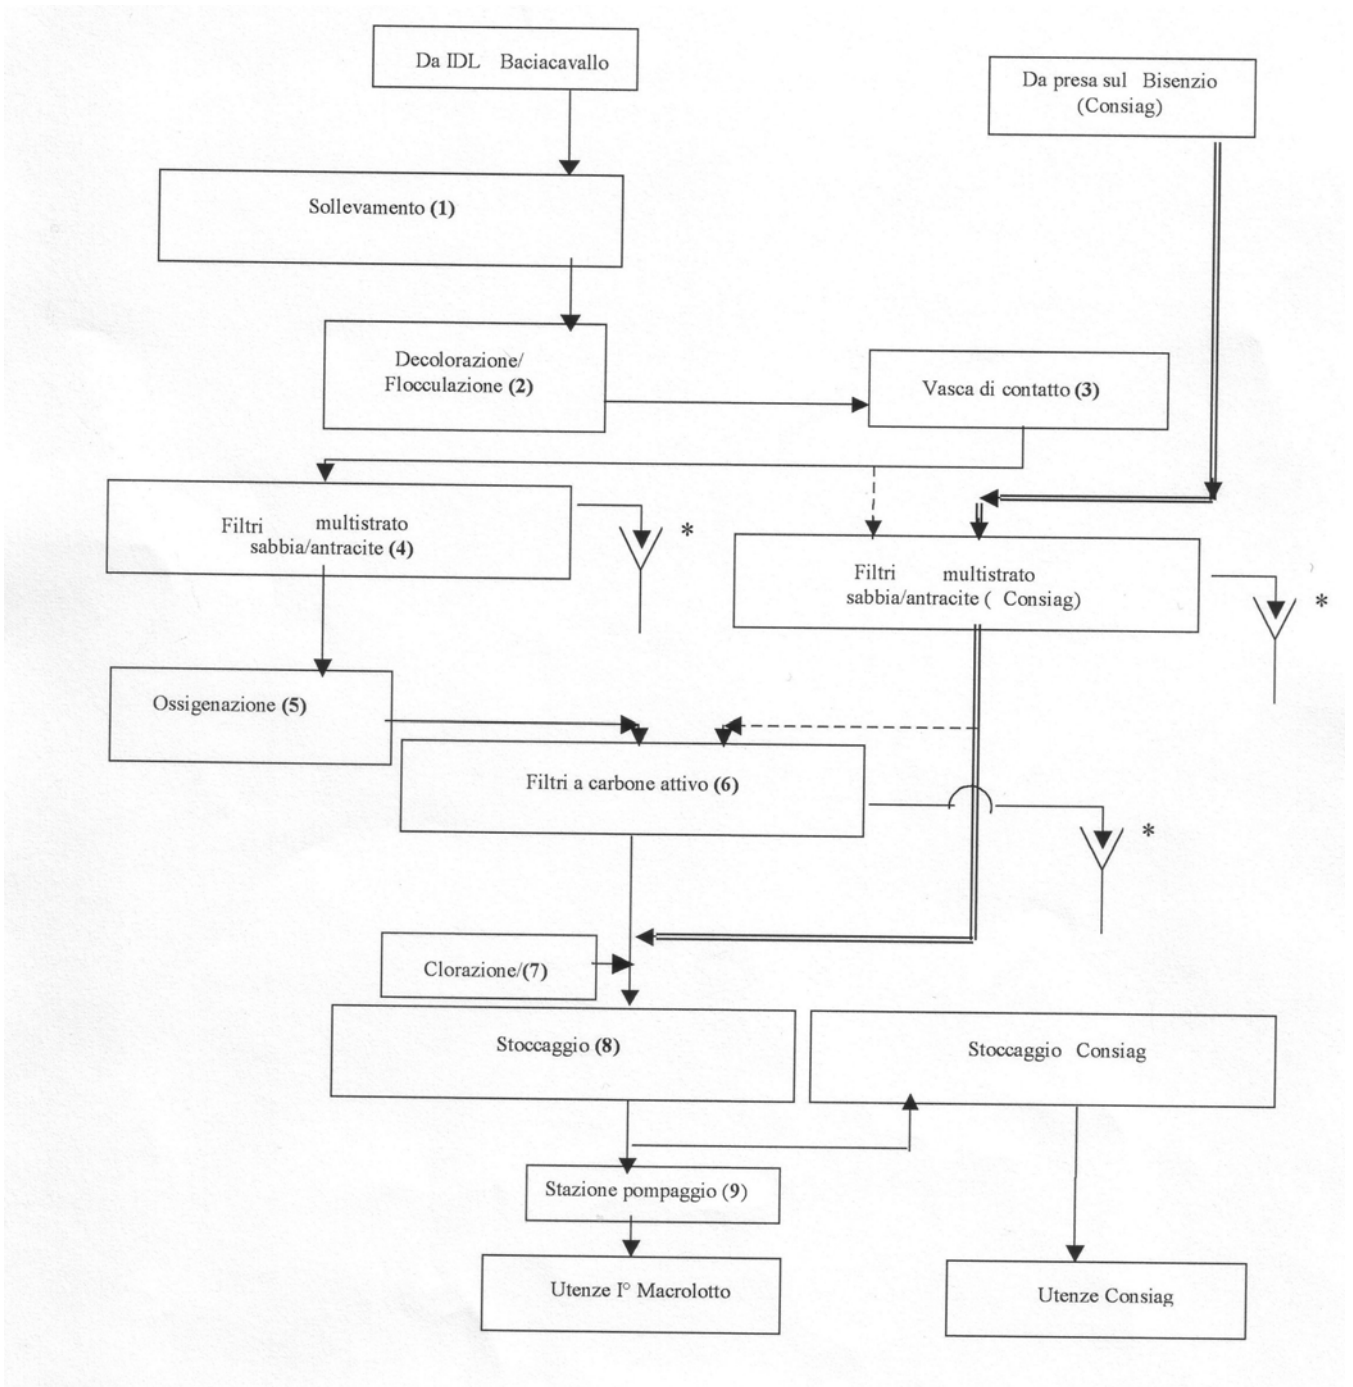 Da IDL Baciacavallo
Da presa sul Bisenzio
(Consiag)
Sollevamento (1)
Decolorazione/
Flocculazione (2)
Vasca di contatto (3)
Filtri multistrato
sabbia/antracite (4)
*
Filtri multistrato
sabbia/antracite ( Consiag)
*
Ossigenazione (5)
Filtri a carbone attivo (6)
*
Clorazione/(7)
Stoccaggio (8)
Stoccaggio Consiag
Stazione pompaggio (9)
Utenze I° Macrolotto
Utenze Consiag